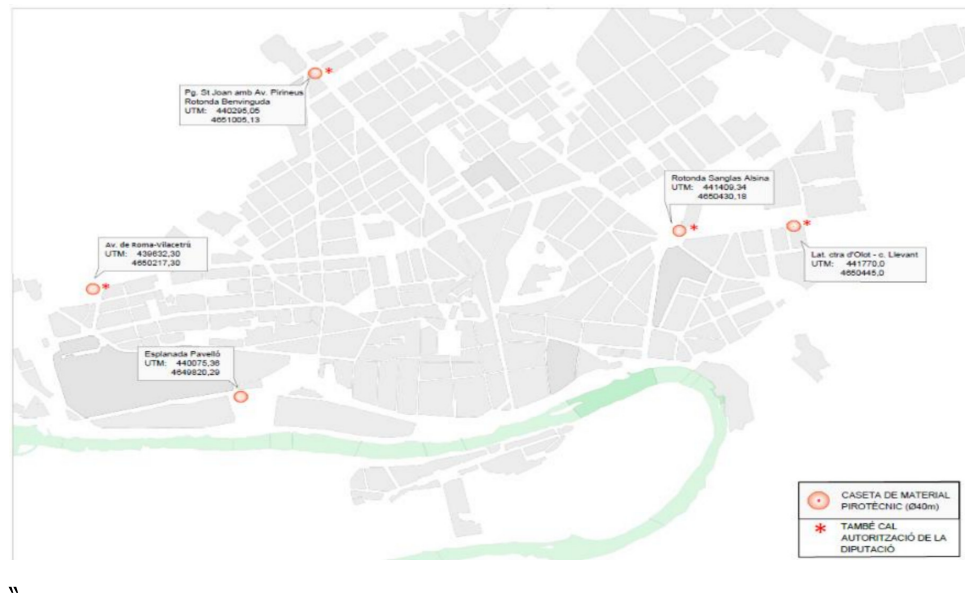 Pg. St Joan amb Av. Pirineus
Rotonda Benvinguda
UTM: 440295,05
4651005,13
Rotonda Sanglas Alsina
UTM: 441409,34
4650430,18
Av. de Roma-Vilacetrú
UTM: 439632,30
4650217,30
Lat. ctra d'Olot - c. Llevant
UTM: 441770,0
4650445,0
Esplanada Pavelló
UTM: 440075,36
4649820,29
CASETA DE MATERIAL
PIROTÈCNIC (Ø40m)
* TAMBÉ CAL
AUTORITZACIÓ DE LA
DIPUTACIÓ
"